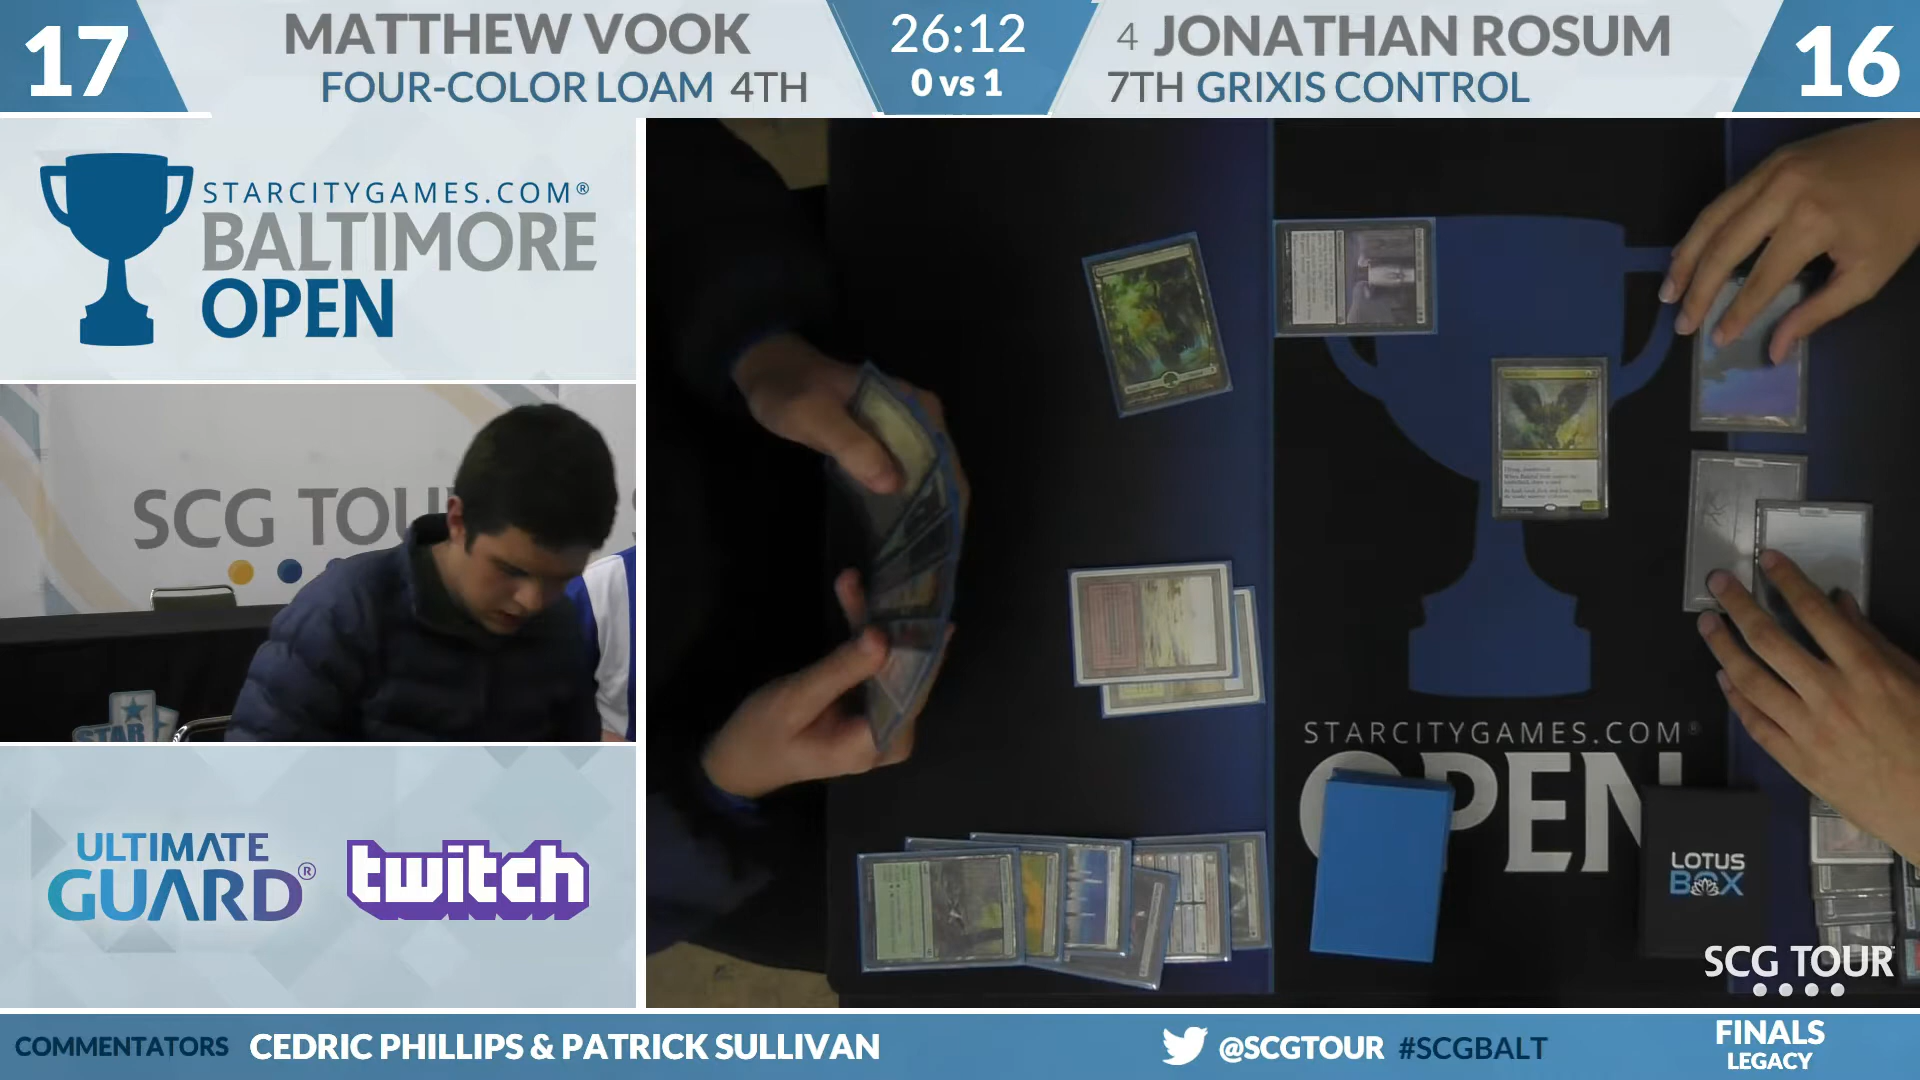 17
MATTHEW VOOK
FOUR-COLOR LOAM 4TH
26:12
0 vs 1
4 JONATHAN ROSUM
7TH GRIXIS CONTROL
16
STARCITYGAMES.COM®
BALTIMORE
OPEN
SCG TOU
STAR
ULTIMATE
GUARD®
twitch
STARCITYGAMES.COM®
OPEN
LOTUS
BOX
SCG TOUR
COMMENTATORS CEDRIC PHILLIPS & PATRICK SULLIVAN
@SCGTOUR #SCGBALT
FINALS
LEGACY